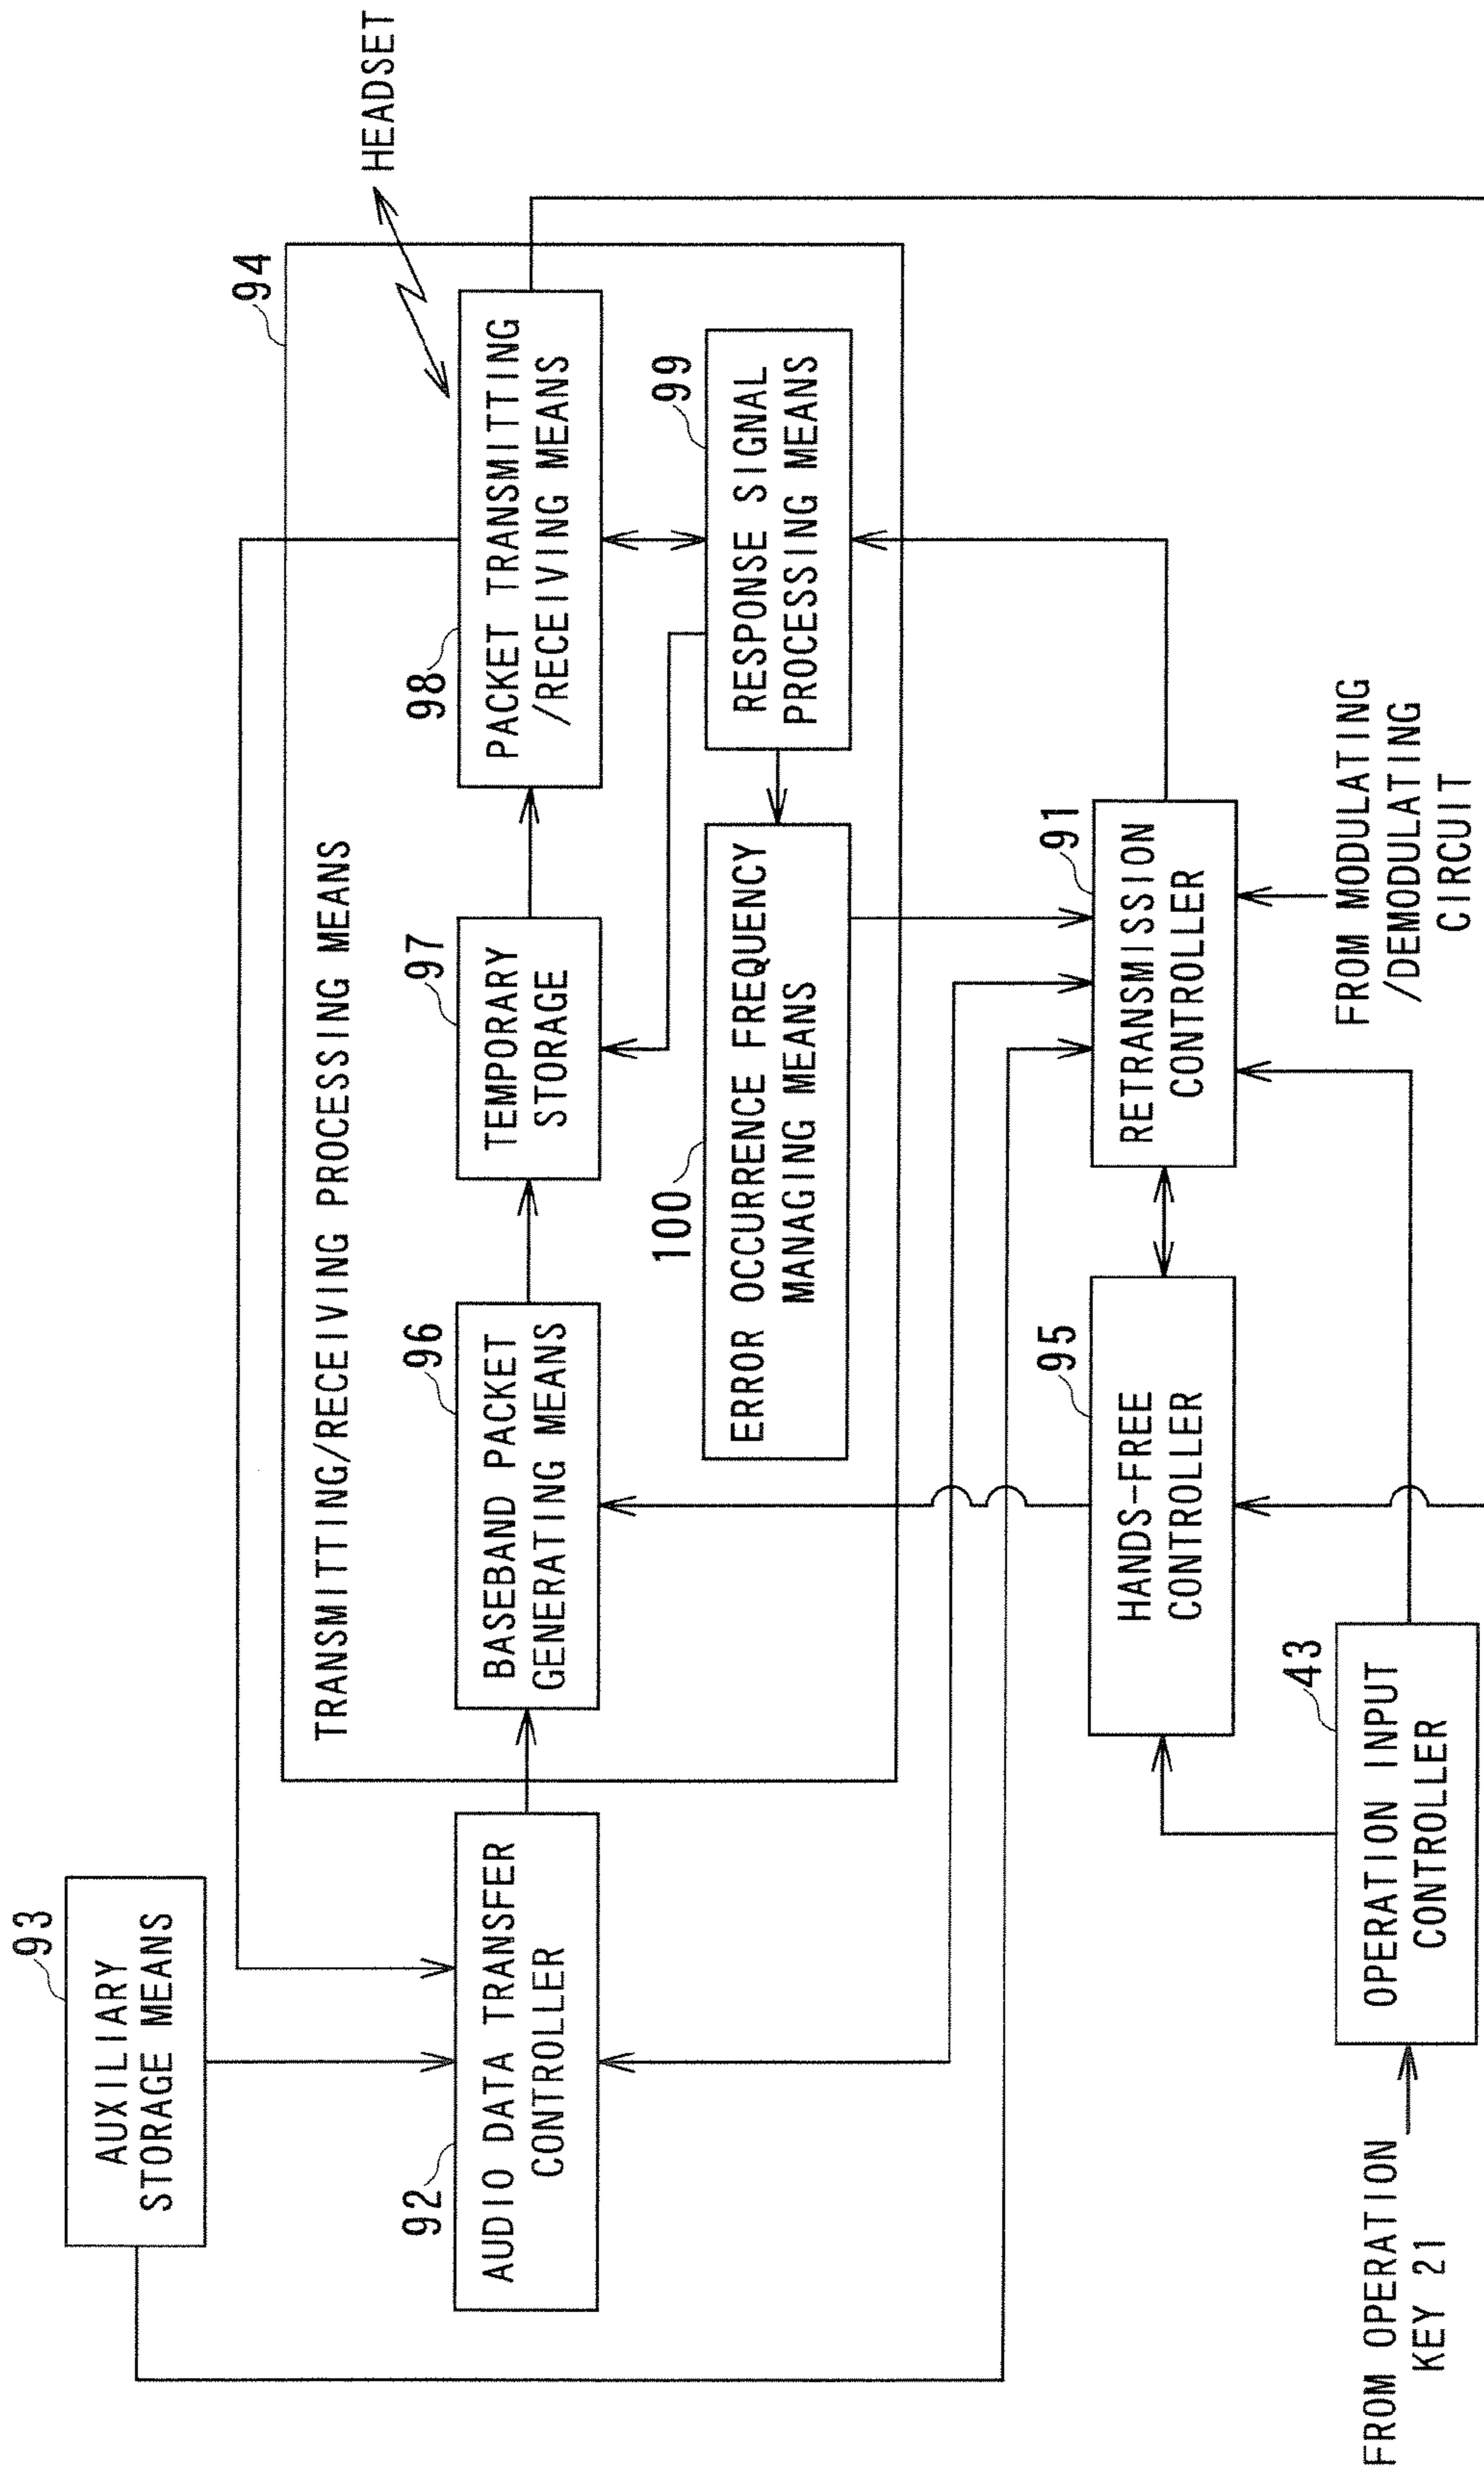 93
AUXILIARY
STORAGE MEANS
94
HEADSET
TRANSMITTING/RECEIVING PROCESSING MEANS
92
AUDIO DATA TRANSFER
CONTROLLER
96
BASEBAND PACKET
GENERATING MEANS
97
TEMPORARY
STORAGE
98
PACKET TRANSMITTING
/RECEIVING MEANS
100
ERROR OCCURRENCE FREQUENCY
MANAGING MEANS
99
RESPONSE SIGNAL
PROCESSING MEANS
95
HANDS-FREE
CONTROLLER
91
RETRANSMISSION
CONTROLLER
43
OPERATION INPUT
CONTROLLER
FROM OPERATION
KEY 21
FROM MODULATING
/DEMODULATING
CIRCUIT